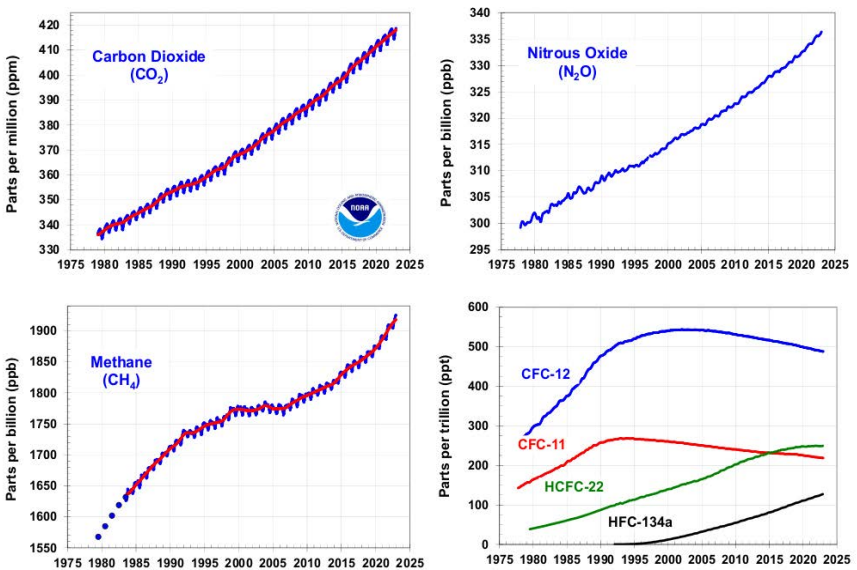 Parts per million (ppm)
420
410
400
390
380
370
360
350
340
330
Carbon Dioxide
(CO₂)
NOAA
1975 1980 1985 1990 1995 2000 2005 2010 2015 2020 2025
Parts per billion (ppb)
340
335
330
325
320
315
310
305
300
295
Nitrous Oxide
(N₂O)
1975 1980 1985 1990 1995 2000 2005 2010 2015 2020 2025
Parts per billion (ppb)
1900
1850
1800
1750
1700
1650
1600
1550
Methane
(CH₄)
1975 1980 1985 1990 1995 2000 2005 2010 2015 2020 2025
Parts per trillion (ppt)
600
500
400
300
200
100
0
CFC-12
CFC-11
HCFC-22
HFC-134a
1975 1980 1985 1990 1995 2000 2005 2010 2015 2020 2025